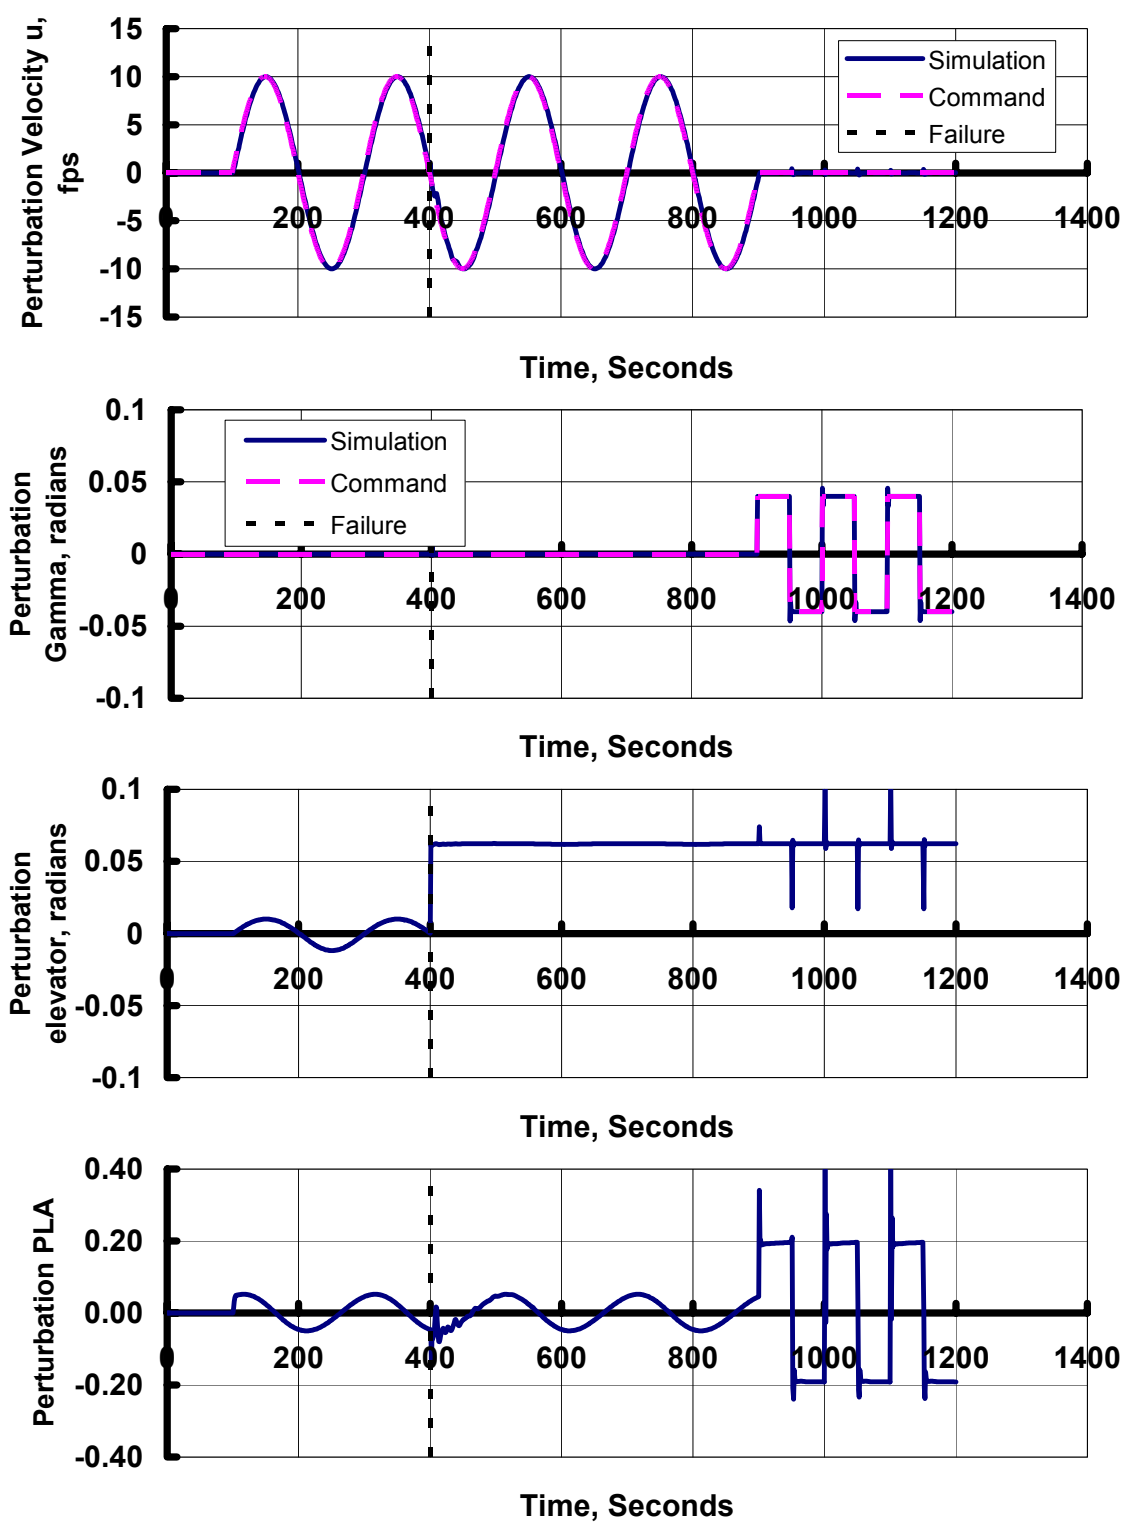 Perturbation Velocity u,
fps
15
10
5
0
-5
-10
-15
0 200 400 600 800 1000 1200 1400
Simulation
Command
Failure
Time, Seconds
Perturbation
Gamma, radians
0.1
0.05
0
-0.05
-0.1
0 200 400 600 800 1000 1200 1400
Simulation
Command
Failure
Time, Seconds
Perturbation
elevator, radians
0.1
0.05
0
-0.05
-0.1
0 200 400 600 800 1000 1200 1400
Time, Seconds
Perturbation PLA
0.40
0.20
0.00
-0.20
-0.40
0 200 400 600 800 1000 1200 1400
Time, Seconds